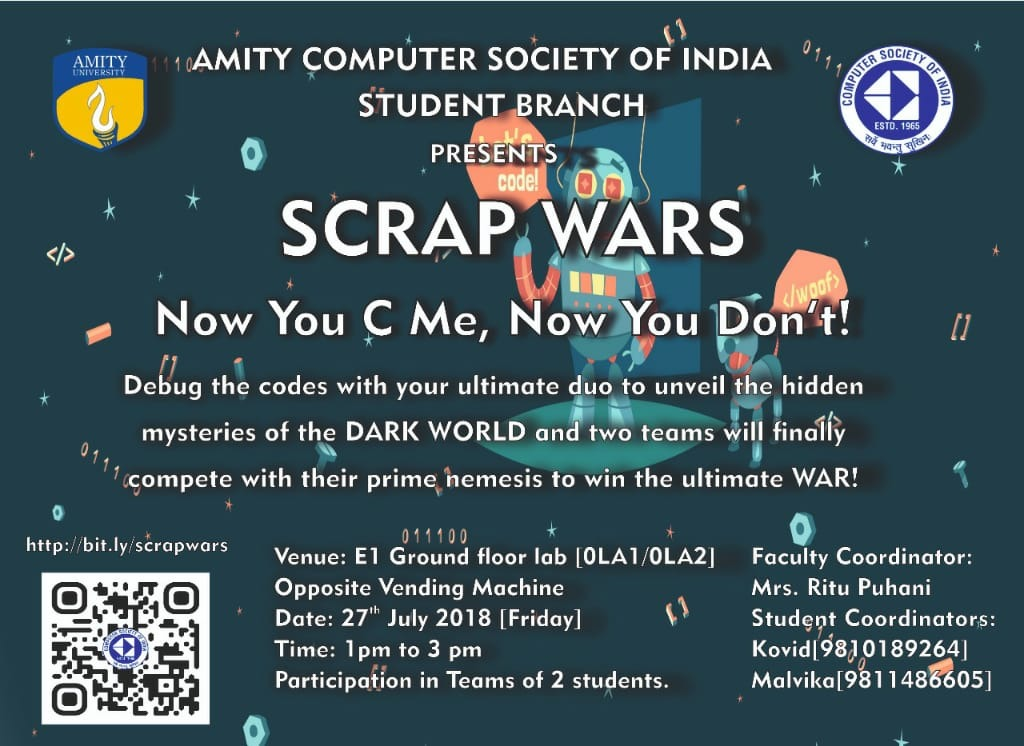 AMITY
UNIVERSITY
AMITY COMPUTER SOCIETY OF INDIA
STUDENT BRANCH
PRESENTS
COMPUTER SOCIETY OF INDIA
ESTD. 1965
सर्वे भवन्तु सुखिनः
Let's
code!
SCRAP WARS
</>
</woof>
Now You C Me, Now You Don't!
Debug the codes with your ultimate duo to unveil the hidden
mysteries of the DARK WORLD and two teams will finally
compete with their prime nemesis to win the ultimate WAR!
011100
http://bit.ly/scrapwars
Venue: E1 Ground floor lab [0LA1/0LA2]
Opposite Vending Machine
Date: 27th July 2018 [Friday]
Time: 1pm to 3 pm
Participation in Teams of 2 students.
Faculty Coordinator:
Mrs. Ritu Puhani
Student Coordinators:
Kovid[9810189264]
Malvika[9811486605]